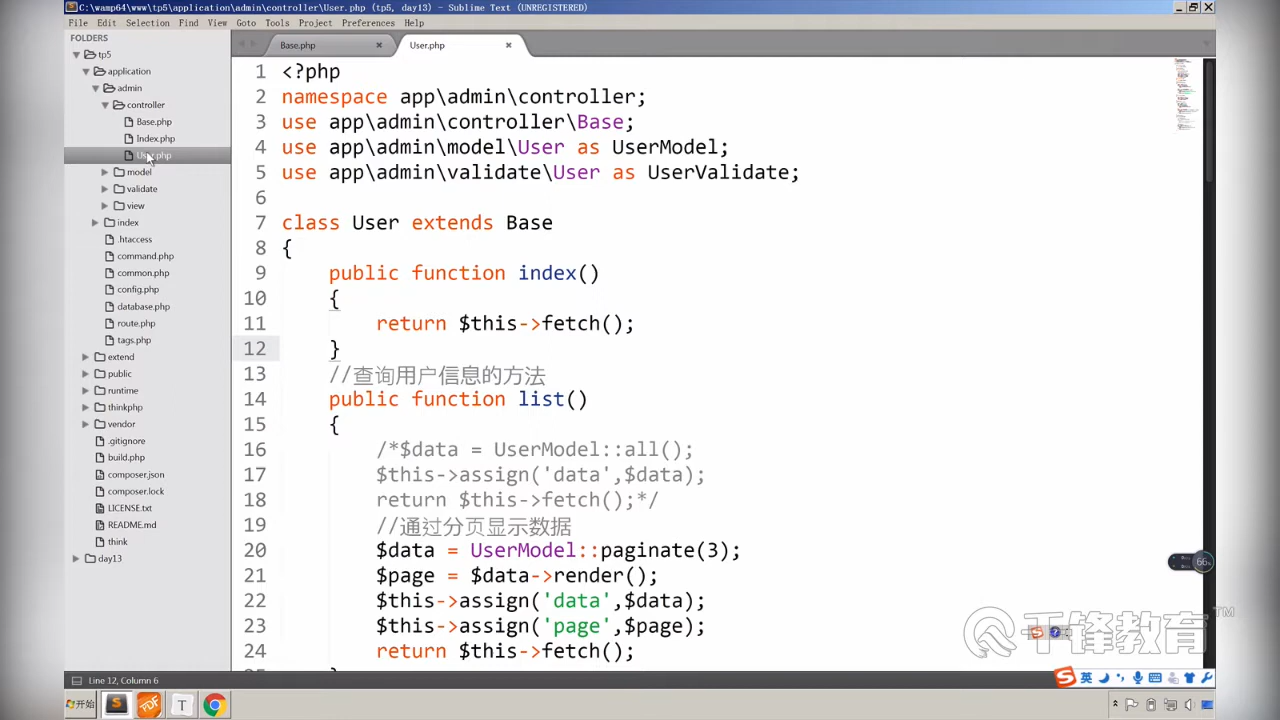 C:\wamp64\www\tp5\application\admin\controller\User.php (tp5, day13) - Sublime Text (UNREGISTERED)
File Edit Selection Find View Goto Tools Project Preferences Help
FOLDERS
tp5
application
admin
controller
Base.php
Index.php
User.php
model
validate
view
index
.htaccess
command.php
common.php
config.php
database.php
route.php
tags.php
extend
public
runtime
thinkphp
vendor
.gitignore
build.php
composer.json
composer.lock
LICENSE.txt
README.md
think
day13
Base.php User.php
1 <?php
2 namespace app\admin\controller;
3 use app\admin\controller\Base;
4 use app\admin\model\User as UserModel;
5 use app\admin\validate\User as UserValidate;
6
7 class User extends Base
8 {
9 public function index()
10 {
11 return $this->fetch();
12 }
13 //查询用户信息的方法
14 public function list()
15 {
16 /*$data = UserModel::all();
17 $this->assign('data',$data);
18 return $this->fetch();*/
19 //通过分页显示数据
20 $data = UserModel::paginate(3);
21 $page = $data->render();
22 $this->assign('data',$data);
23 $this->assign('page',$page);
24 return $this->fetch();
66%
千锋教育 TM
Line 12, Column 6
英
开始